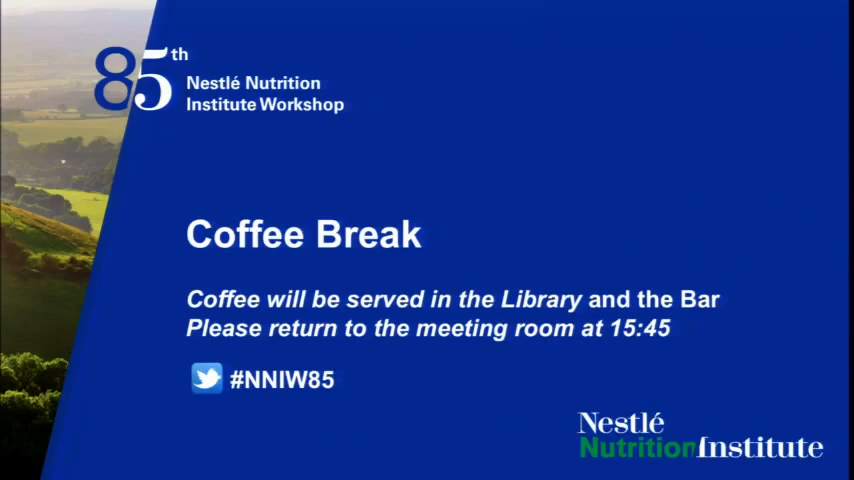 85th
Nestlé Nutrition
Institute Workshop
Coffee Break
Coffee will be served in the Library and the Bar
Please return to the meeting room at 15:45
#NNIW85
Nestlé
NutritionInstitute